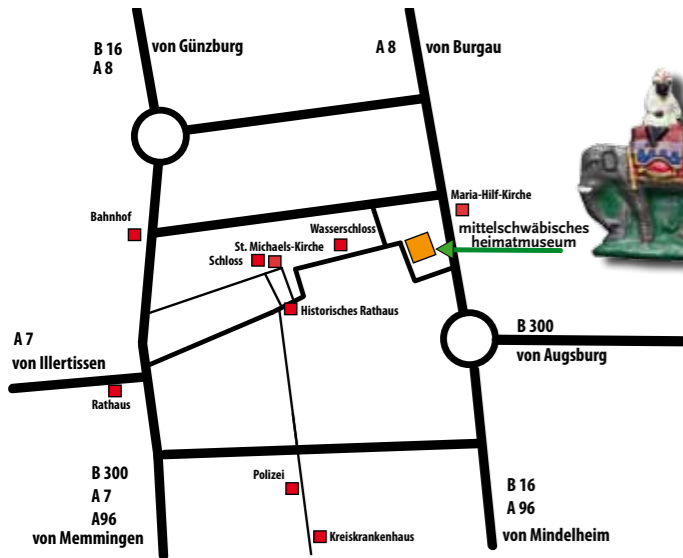 B 16
A 8
von Günzburg
A 8
von Burgau
Bahnhof
Maria-Hilf-Kirche
Wasserschloss
mittelschwäbisches
heimatmuseum
St. Michaels-Kirche
Schloss
Historisches Rathaus
A 7
von Illertissen
B 300
von Augsburg
Rathaus
B 300
A 7
A96
von Memmingen
Polizei
B 16
A 96
von Mindelheim
Kreiskrankenhaus